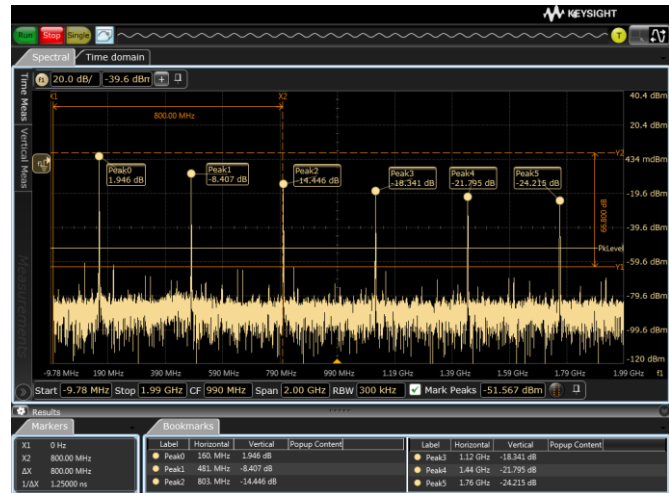 KEYSIGHT
Run Stop Single T
Spectral Time domain
f1 20.0 dB/ -39.6 dBm +
Time Meas
Vertical Meas
Measurements
X1 X2
800.00 MHz
40.4 dBm
20.4 dBm
Y2
434 mdBm
-19.6 dBm
-39.6 dBm
PkLevel
-59.6 dBm
Y1
-79.6 dBm
-99.6 dBm
-120 dBm
66.800 dB
Peak0
1.946 dB
Peak1
-8.407 dB
Peak2
-14.446 dB
Peak3
-18.341 dB
Peak4
-21.795 dB
Peak5
-24.215 dB
-9.78 MHz 190 MHz 390 MHz 590 MHz 790 MHz 990 MHz 1.19 GHz 1.39 GHz 1.59 GHz 1.79 GHz 1.99 GHz f1
Start -9.78 MHz Stop 1.99 GHz CF 990 MHz Span 2.00 GHz RBW 300 kHz Mark Peaks -51.567 dBm
Results
Markers
X1 0 Hz
X2 800.00 MHz
ΔX 800.00 MHz
1/ΔX 1.25000 ns
Bookmarks
Label Horizontal Vertical Popup Content
Peak0 160. MHz 1.946 dB
Peak1 481. MHz -8.407 dB
Peak2 803. MHz -14.446 dB
Label Horizontal Vertical Popup Content
Peak3 1.12 GHz -18.341 dB
Peak4 1.44 GHz -21.795 dB
Peak5 1.76 GHz -24.215 dB